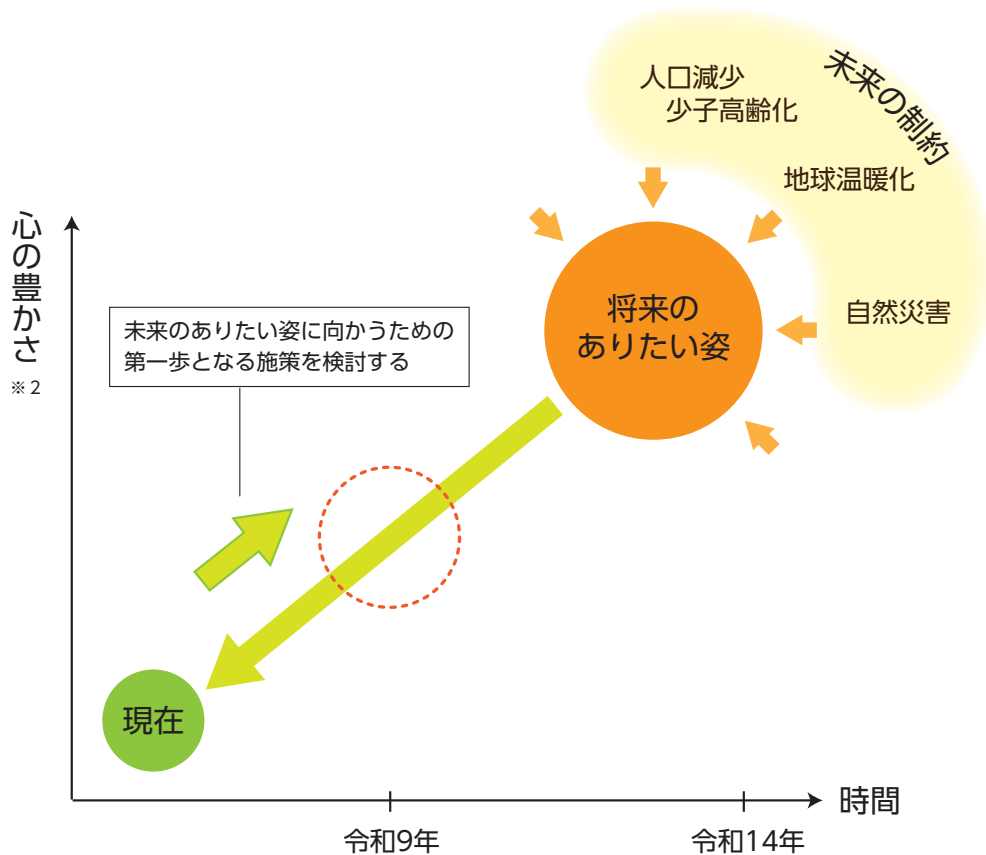 人口減少
少子高齢化
未来の制約
地球温暖化
自然災害
心の豊かさ
※2
未来のありたい姿に向かうための
第一歩となる施策を検討する
将来の
ありたい姿
現在
時間
令和9年
令和14年